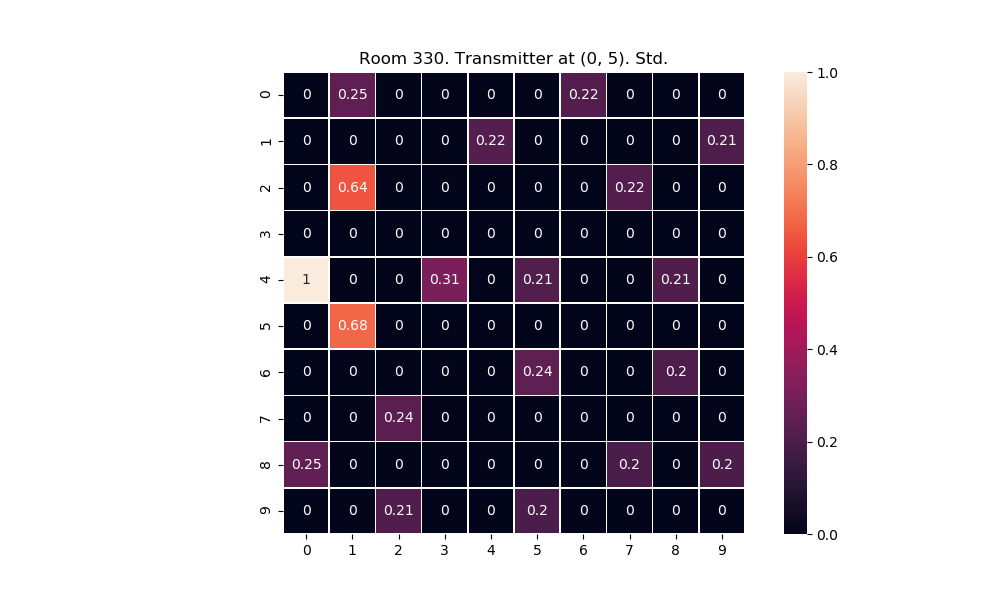 Room 330. Transmitter at (0, 5). Std.
0 0 0.25 0 0 0 0 0.22 0 0 0
1 0 0 0 0 0.22 0 0 0 0 0.21
2 0 0.64 0 0 0 0 0 0.22 0 0
3 0 0 0 0 0 0 0 0 0 0
4 1 0 0 0.31 0 0.21 0 0 0.21 0
5 0 0.68 0 0 0 0 0 0 0 0
6 0 0 0 0 0 0.24 0 0 0.2 0
7 0 0 0.24 0 0 0 0 0 0 0
8 0.25 0 0 0 0 0 0 0.2 0 0.2
9 0 0 0.21 0 0 0.2 0 0 0 0
0 1 2 3 4 5 6 7 8 9
1.0
0.8
0.6
0.4
0.2
0.0